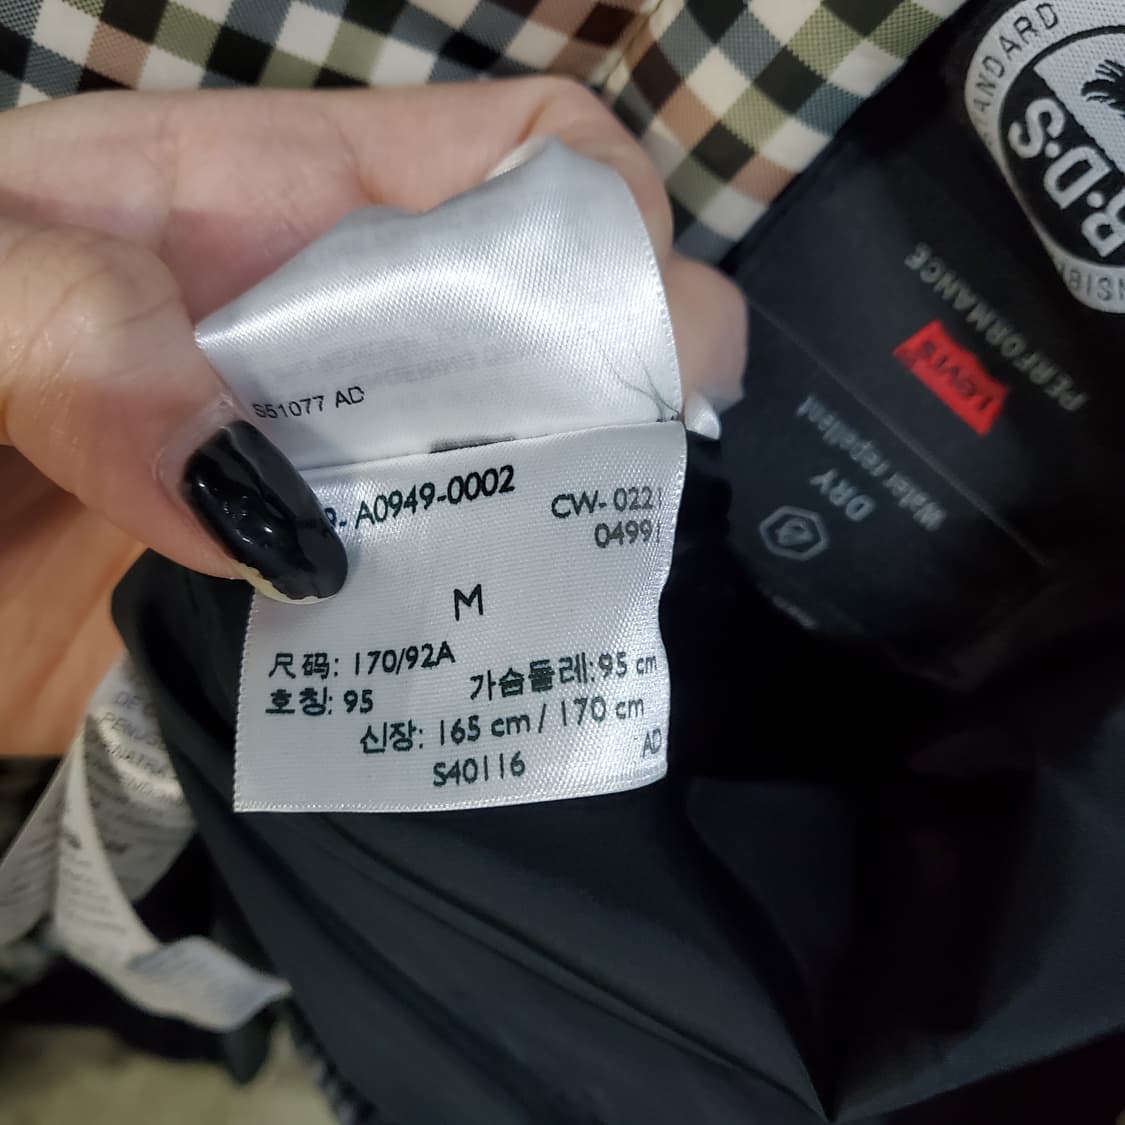 S51077 AD
A0949-0002
CW- 0221
04991
M
尺码: 170/92A
가슴둘레: 95 cm
호칭: 95
신장: 165 cm / 170 cm
AD
S40116
STANDARD
R·D·S
PERFORMANCE
LEVI'S
DRY
Water repellent